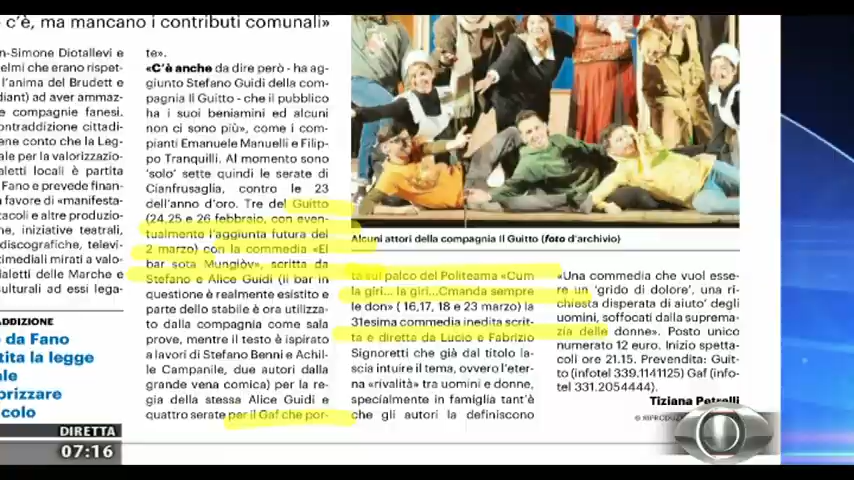 c'è, ma mancano i contributi comunali»
n-Simone Diotallevi e
elmi che erano rispet-
l'anima del Brudett e
diant) ad aver ammaz-
e compagnie fanesi.
ontraddizione cittadi-
ene conto che la Leg-
ale per la valorizzazio-
aletti locali è partita
Fano e prevede finan-
a favore di «manifesta-
tacoli e altre produzio-
ne, iniziative teatrali,
discografiche, televi-
timediali mirati a valo-
ialetti delle Marche e
ulturali ad essi lega-
ADDIZIONE
da Fano
tita la legge
ale
orizzare
colo
te».
«C'è anche da dire però - ha ag-
giunto Stefano Guidi della com-
pagnia Il Guitto - che il pubblico
ha i suoi beniamini ed alcuni
non ci sono più», come i com-
pianti Emanuele Manuelli e Filip-
po Tranquilli. Al momento sono
'solo' sette quindi le serate di
Cianfrusaglia, contro le 23
dell'anno d'oro. Tre del Guitto
(24,25 e 26 febbraio, con even-
tualmente l'aggiunta futura del
2 marzo) con la commedia «El
bar sota Mungiòv», scritta da
Stefano e Alice Guidi (il bar in
questione è realmente esistito e
parte dello stabile è ora utilizza-
to dalla compagnia come sala
prove, mentre il testo è ispirato
a lavori di Stefano Benni e Achil-
le Campanile, due autori dalla
grande vena comica) per la re-
gia della stessa Alice Guidi e
quattro serate per il Gaf che por-
Alcuni attori della compagnia Il Guitto (foto d'archivio)
ta sul palco del Politeama «Cum
la giri... la giri...Cmanda sempre
le don» ( 16,17, 18 e 23 marzo) la
31esima commedia inedita scrit-
ta e diretta da Lucio e Fabrizio
Signoretti che già dal titolo la-
scia intuire il tema, ovvero l'eter-
na «rivalità» tra uomini e donne,
specialmente in famiglia tant'è
che gli autori la definiscono
«Una commedia che vuol esse-
re un 'grido di dolore', una ri-
chiesta disperata di aiuto' degli
uomini, soffocati dalla suprema-
zia delle donne». Posto unico
numerato 12 euro. Inizio spetta-
coli ore 21.15. Prevendita: Guit-
to (infotel 339.1141125) Gaf (info-
tel 331.2054444).
Tiziana Petrelli
DIRETTA
07:16